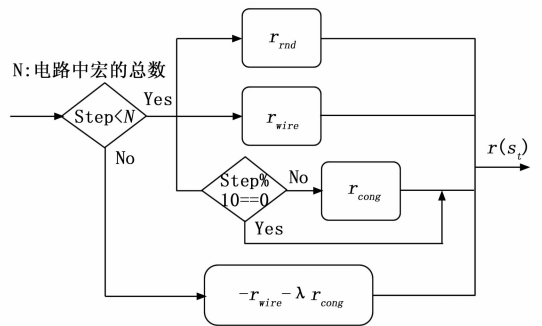 r_rnd
N:电路中宏的总数
Yes
Step<N
r_wire
No
r(s_t)
Step%
10==0
No
r_cong
Yes
-r_wire-λ r_cong